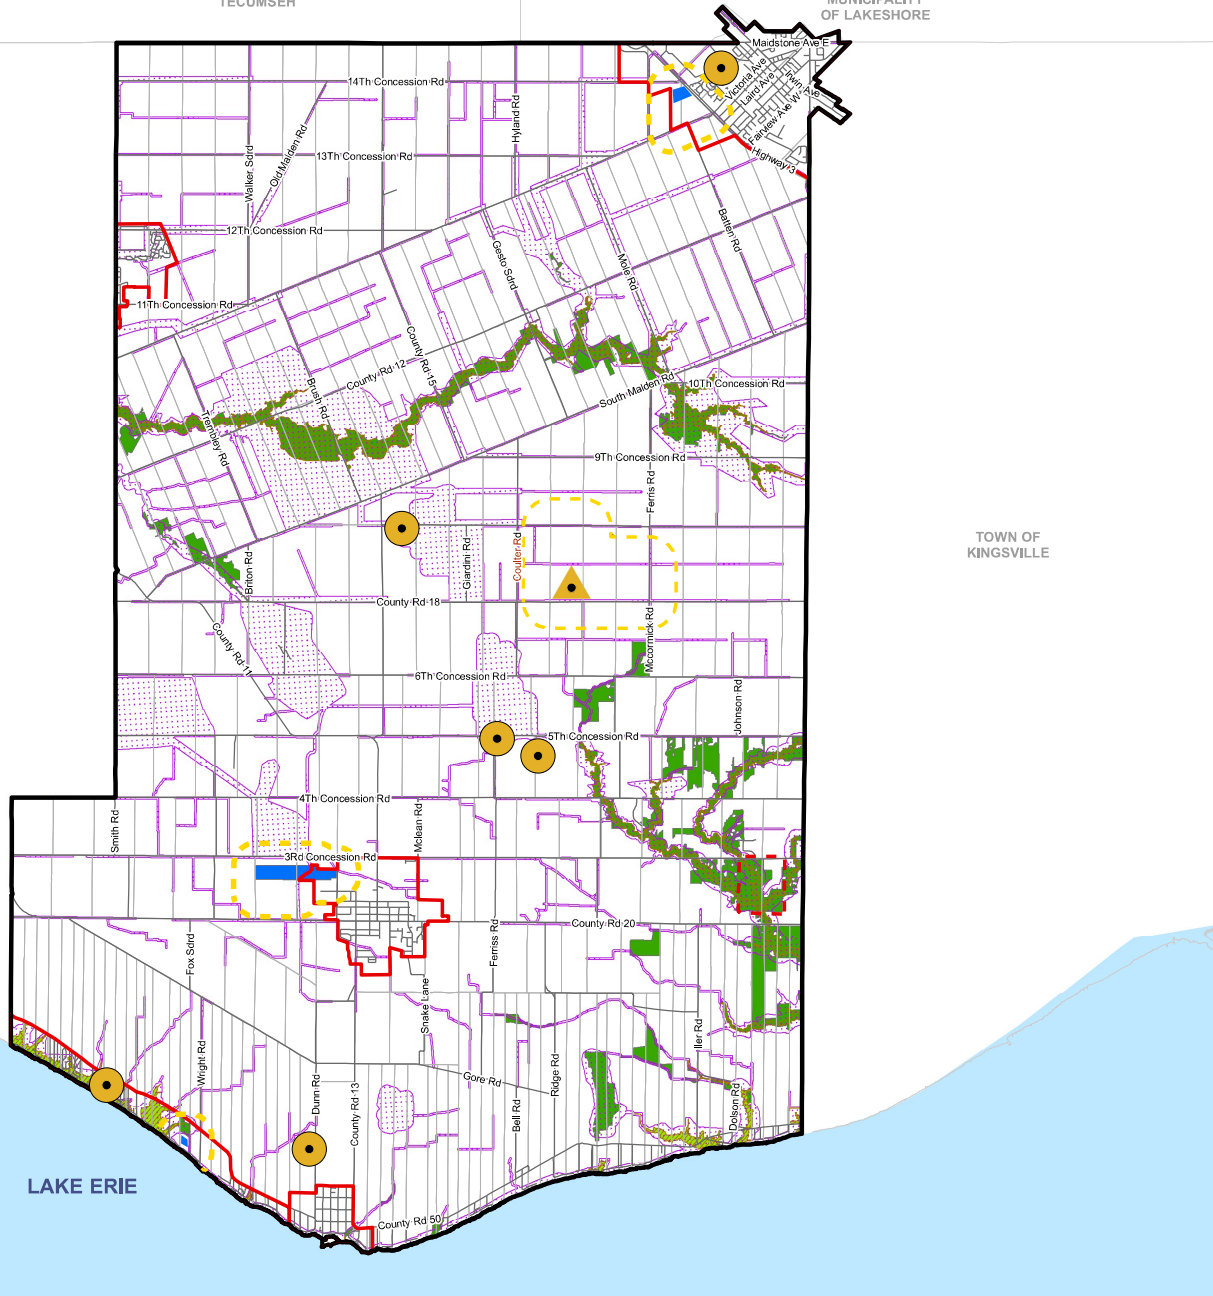 TECUMSEH
MUNICIPALITY
OF LAKESHORE
Maidstone Ave E
Victoria Ave
Laird Ave
Irwin Ave
Fairview Ave W
Highway 3
14Th Concession Rd
Hyland Rd
Old Malden Rd
Walker Sdrd
13Th Concession Rd
12Th Concession Rd
Batten Rd
Gesto Sdrd
Mole Rd
11Th Concession Rd
County Rd 15
County Rd 12
South Malden Rd
10Th Concession Rd
Brush Rd
Trembley Rd
9Th Concession Rd
Ferris Rd
TOWN OF
KINGSVILLE
Coulter Rd
Giardini Rd
Briton Rd
County Rd 18
Mccormick Rd
County Rd 11
6Th Concession Rd
Johnson Rd
5Th Concession Rd
4Th Concession Rd
Smith Rd
Mclean Rd
3Rd Concession Rd
County Rd 20
Ferriss Rd
Fox Sdrd
Snake Lane
Iller Rd
Wright Rd
Gore Rd
Ridge Rd
Dunn Rd
County Rd 13
Bell Rd
Dolson Rd
LAKE ERIE
County Rd 50